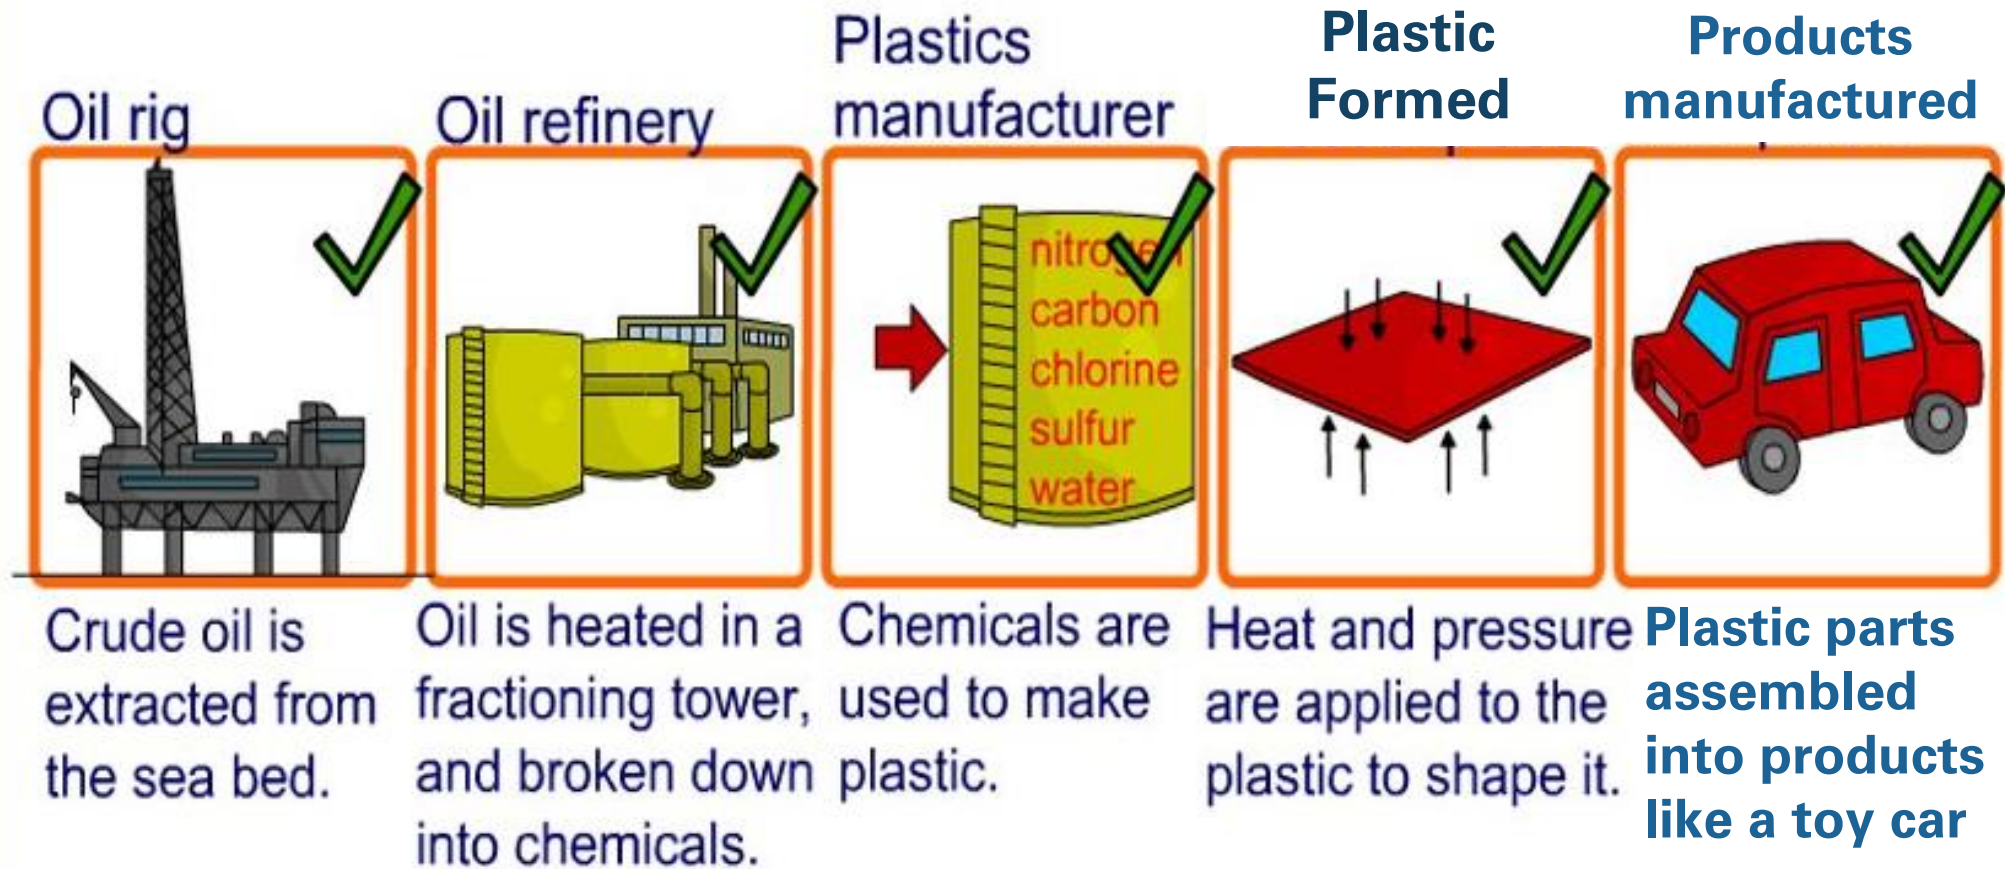 Oil rig
Oil refinery
Plastics
manufacturer
Plastic
Formed
Products
manufactured
nitrogen
carbon
chlorine
sulfur
water
Crude oil is
extracted from
the sea bed.
Oil is heated in a
fractioning tower,
and broken down
into chemicals.
Chemicals are
used to make
plastic.
Heat and pressure
are applied to the
plastic to shape it.
Plastic parts
assembled
into products
like a toy car